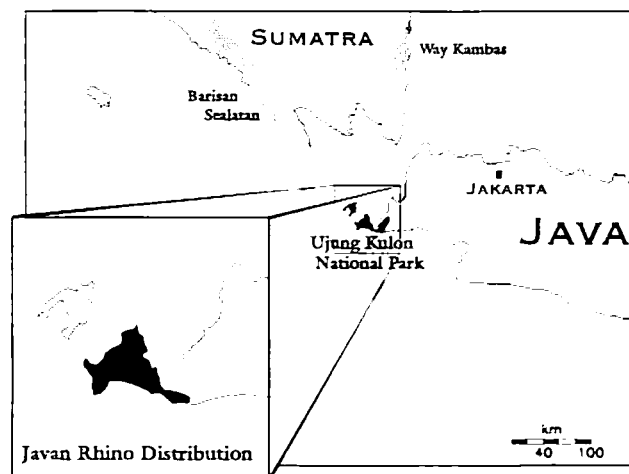 SUMATRA
Way Kambas
Barisan
Sealatan
JAKARTA
JAVA
Ujung Kulon
National Park
Javan Rhino Distribution
km
40 100